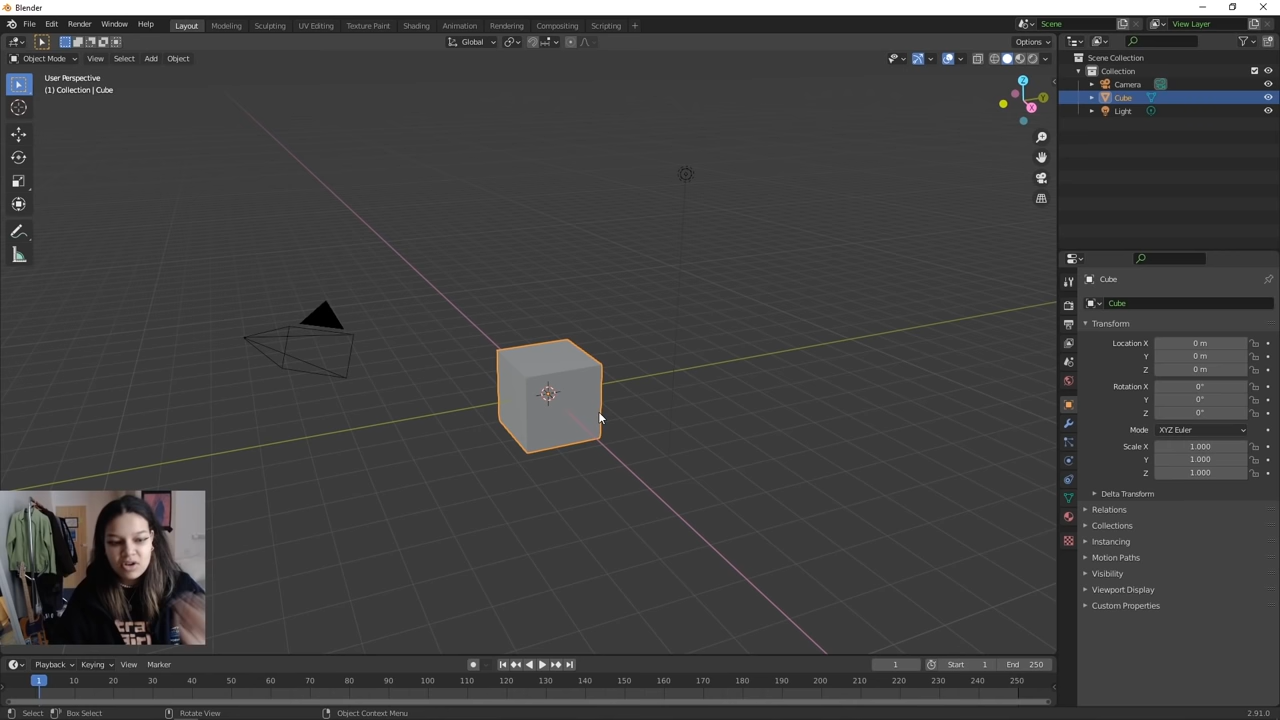 Blender
File Edit Render Window Help Layout Modeling Sculpting UV Editing Texture Paint Shading Animation Rendering Compositing Scripting + Scene View Layer
Global Options
Object Mode View Select Add Object
User Perspective
(1) Collection | Cube
Z
Y
X
Scene Collection
Collection
Camera
Cube
Light
Cube
Cube
Transform
Location X 0 m
Y 0 m
Z 0 m
Rotation X 0°
Y 0°
Z 0°
Mode XYZ Euler
Scale X 1.000
Y 1.000
Z 1.000
Delta Transform
Relations
Collections
Instancing
Motion Paths
Visibility
Viewport Display
Custom Properties
Playback Keying View Marker 1 Start 1 End 250
1 10 20 30 40 50 60 70 80 90 100 110 120 130 140 150 160 170 180 190 200 210 220 230 240 250
Select Box Select Rotate View Object Context Menu 2.91.0